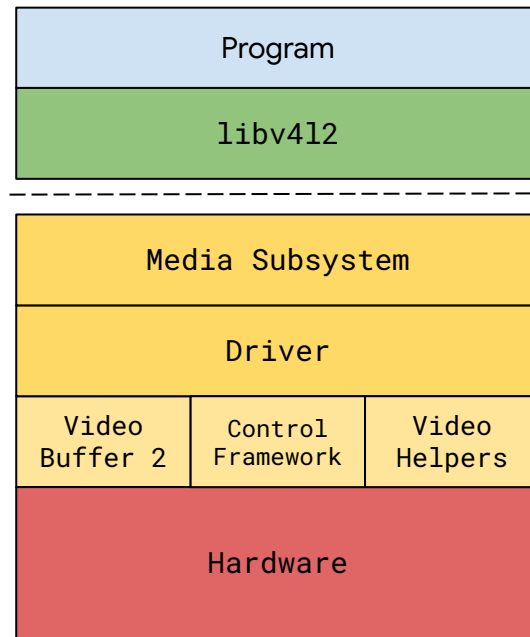 Program
libv4l2
Media Subsystem
Driver
Video
Buffer 2
Control
Framework
Video
Helpers
Hardware